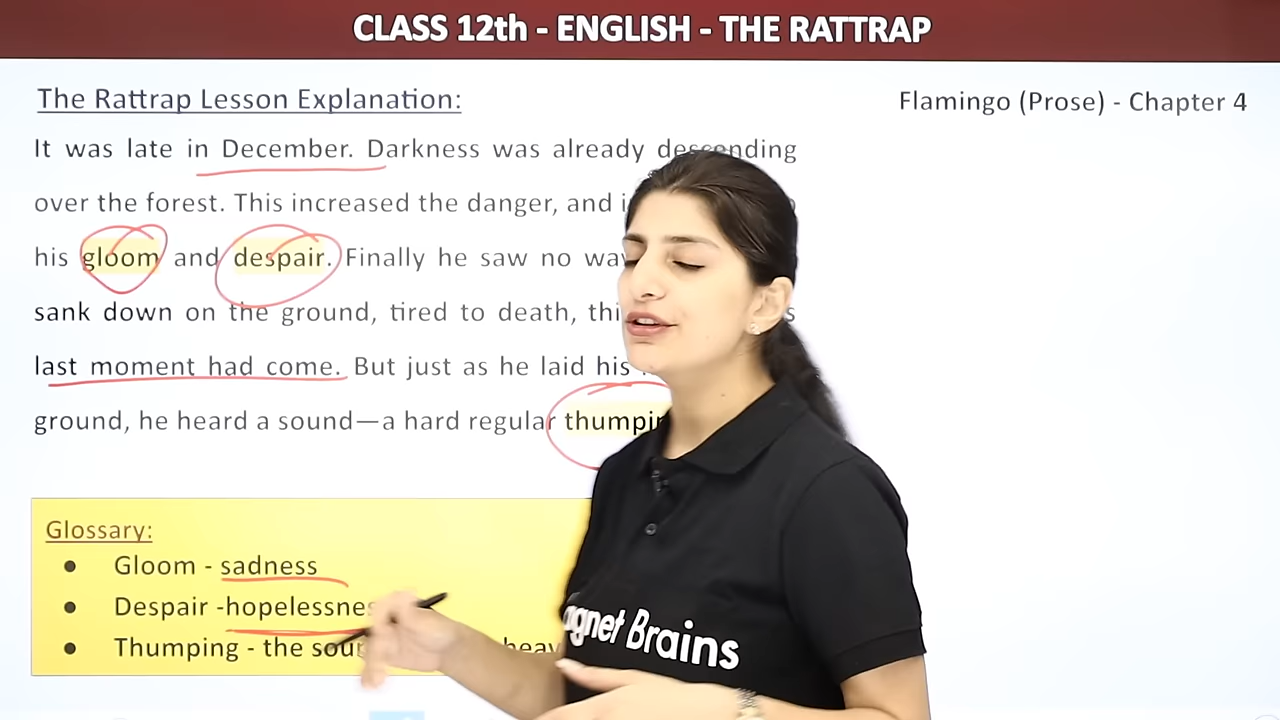 CLASS 12th - ENGLISH - THE RATTRAP
The Rattrap Lesson Explanation:
Flamingo (Prose) - Chapter 4
It was late in December. Darkness was already descending
over the forest. This increased the danger, and
his gloom and despair. Finally he saw no
sank down on the ground, tired to death,
last moment had come. But just as he laid his
ground, he heard a sound—a hard regular
Glossary:
● Gloom - sadness
● Despair -
● Thumping - the
Brains